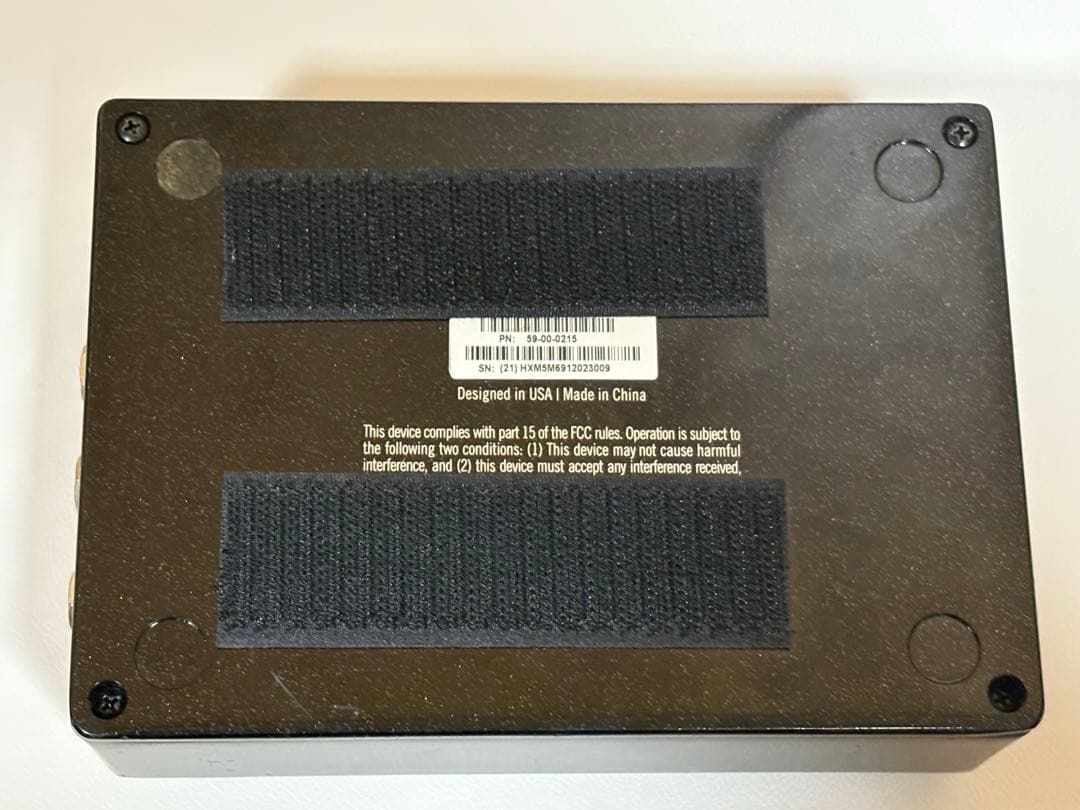 PN: 59-00-0215
SN: (21) HXM5M6912023009
Designed in USA | Made in China
This device complies with part 15 of the FCC rules. Operation is subject to
the following two conditions: (1) This device may not cause harmful
interference, and (2) this device must accept any interference received,